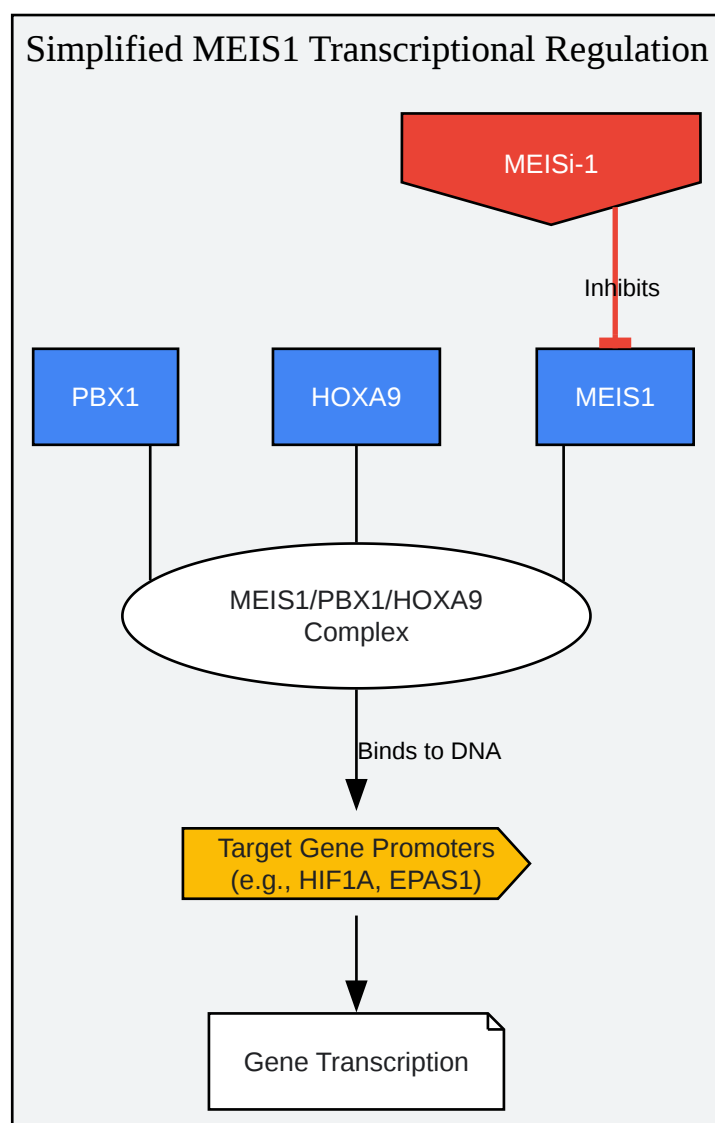 Simplified MEIS1 Transcriptional Regulation
MEISi-1
Inhibits
PBX1
HOXA9
MEIS1
MEIS1/PBX1/HOXA9
Complex
Binds to DNA
Target Gene Promoters
(e.g., HIF1A, EPAS1)
Gene Transcription